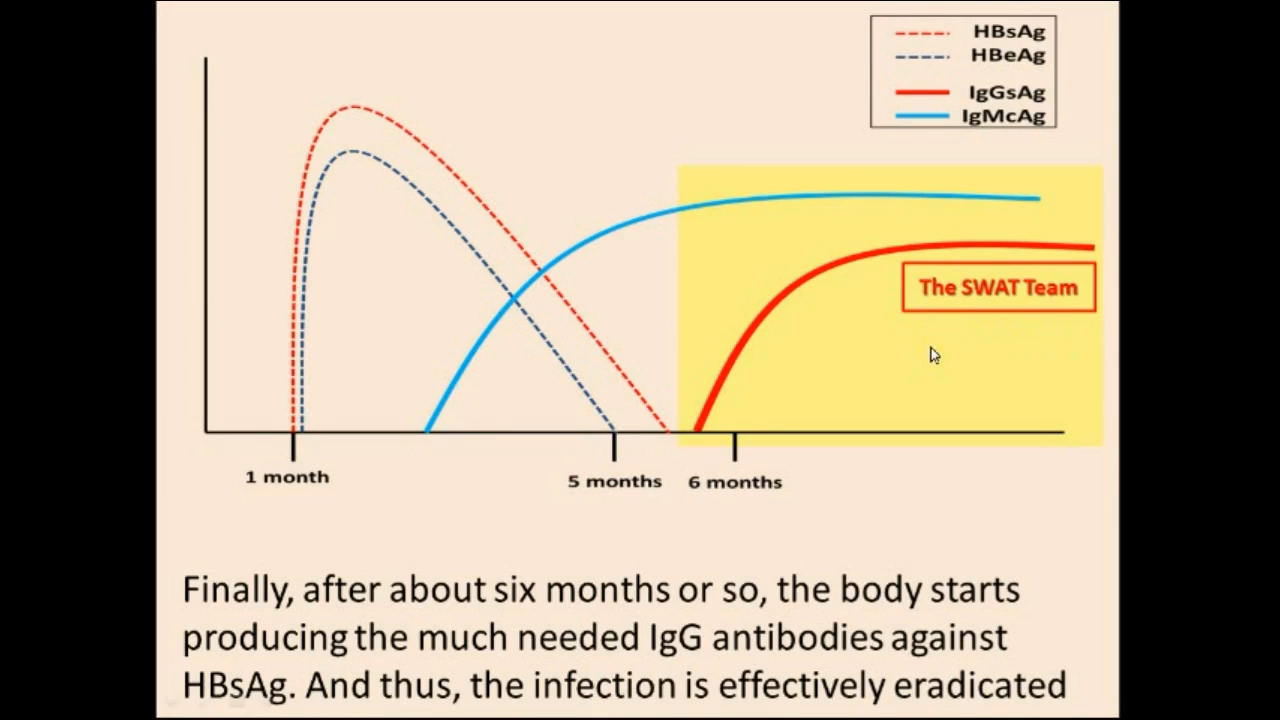 HBsAg
HBeAg
IgGsAg
IgMcAg
The SWAT Team
1 month
5 months
6 months
Finally, after about six months or so, the body starts
producing the much needed IgG antibodies against
HBsAg. And thus, the infection is effectively eradicated